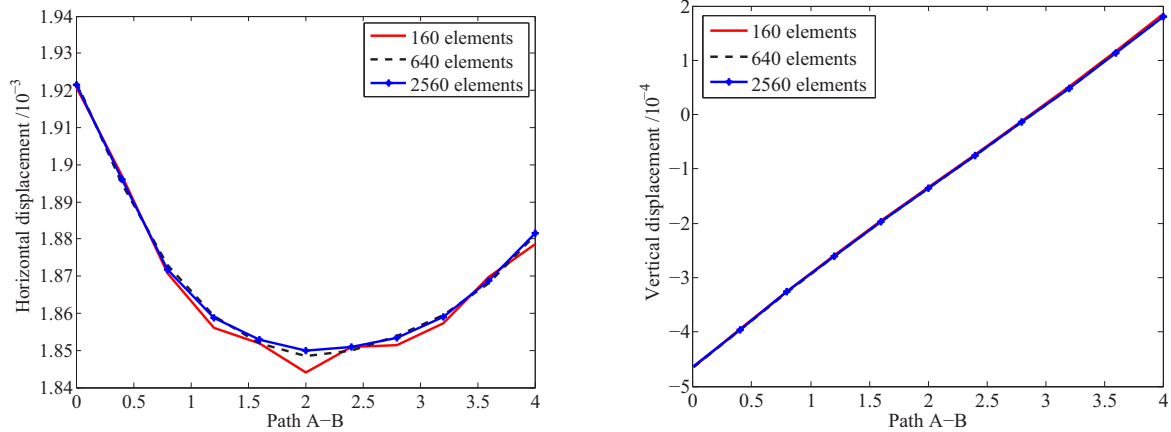 1.94
1.93
1.92
1.91
1.9
1.89
1.88
1.87
1.86
1.850
1.84
Horizontal displacement /10⁻³
160 elements
640 elements
2560 elements
0 0.5 1 1.5 2 2.5 3 3.5 4
Path A−B
2
1
0
−1
−2
−3
−4
−5
Vertical displacement /10⁻⁴
160 elements
640 elements
2560 elements
0 0.5 1 1.5 2 2.5 3 3.5 4
Path A−B